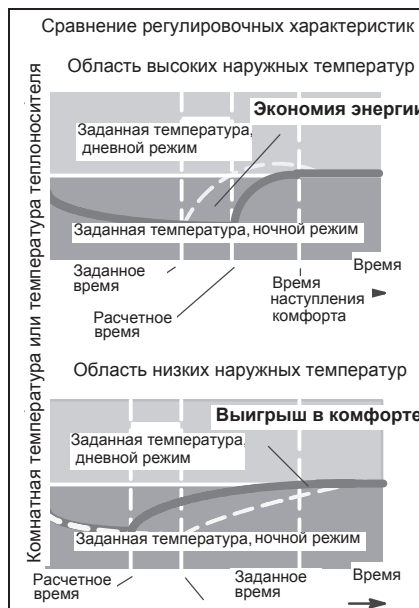 Сравнение регулировочных характеристик
Комнатная температура или температура теплоносителя
Область высоких наружных температур
Экономия энергии
Заданная температура,
дневной режим
Заданная температура, ночной режим
Заданное
время
Время
Время
наступления
комфорта
Расчетное
время
Область низких наружных температур
Выигрыш в комфорте
Заданная температура,
дневной режим
Заданная температура, ночной режим
Расчетное
время
Заданное
время
Время